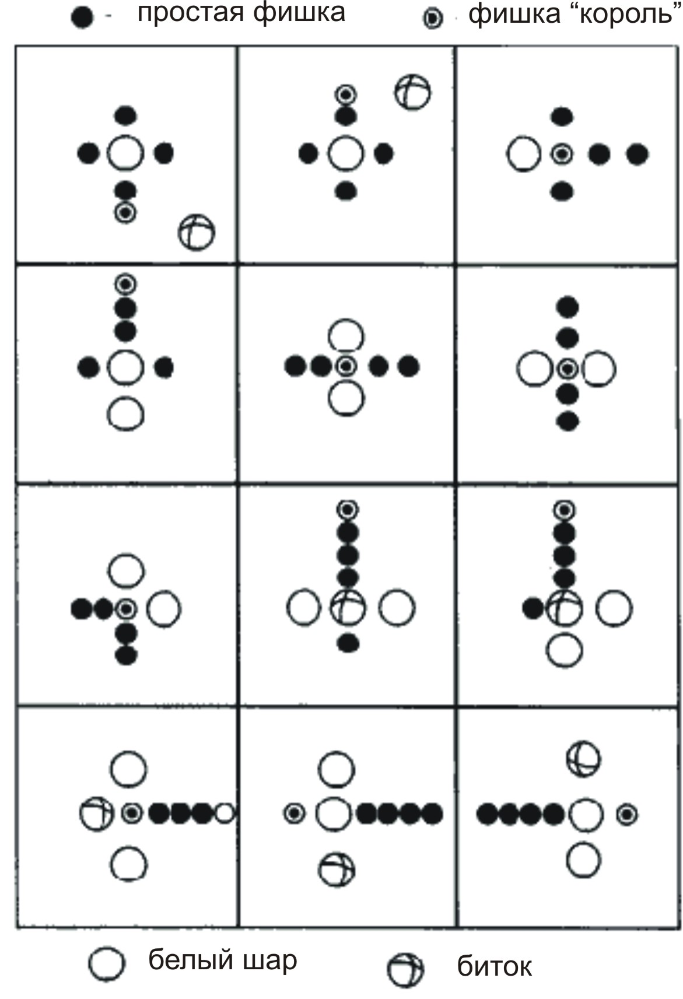 - простая фишка
- фишка “король”
белый шар
биток